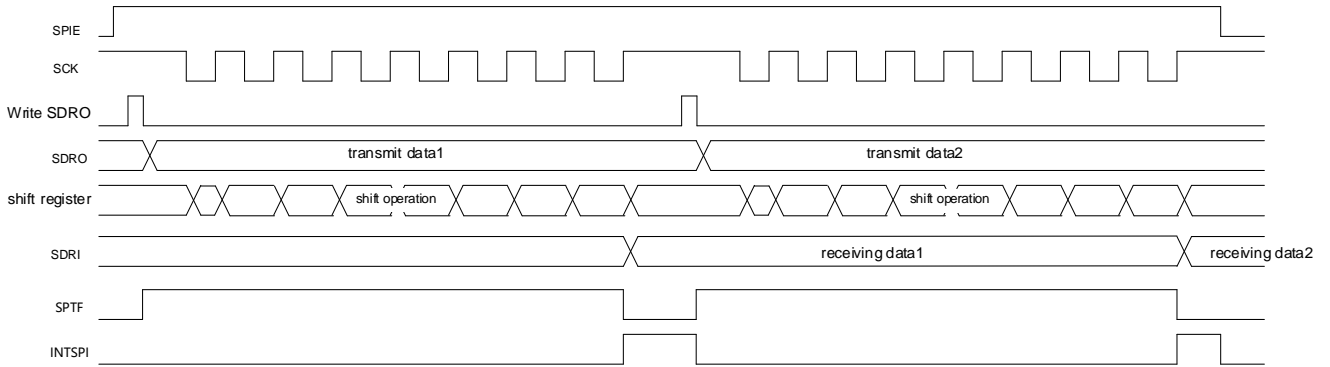 SPIE
SCK
Write SDRO
SDRO transmit data1 transmit data2
shift register shift operation shift operation
SDRI receiving data1 receiving data2
SPTF
INTSPI